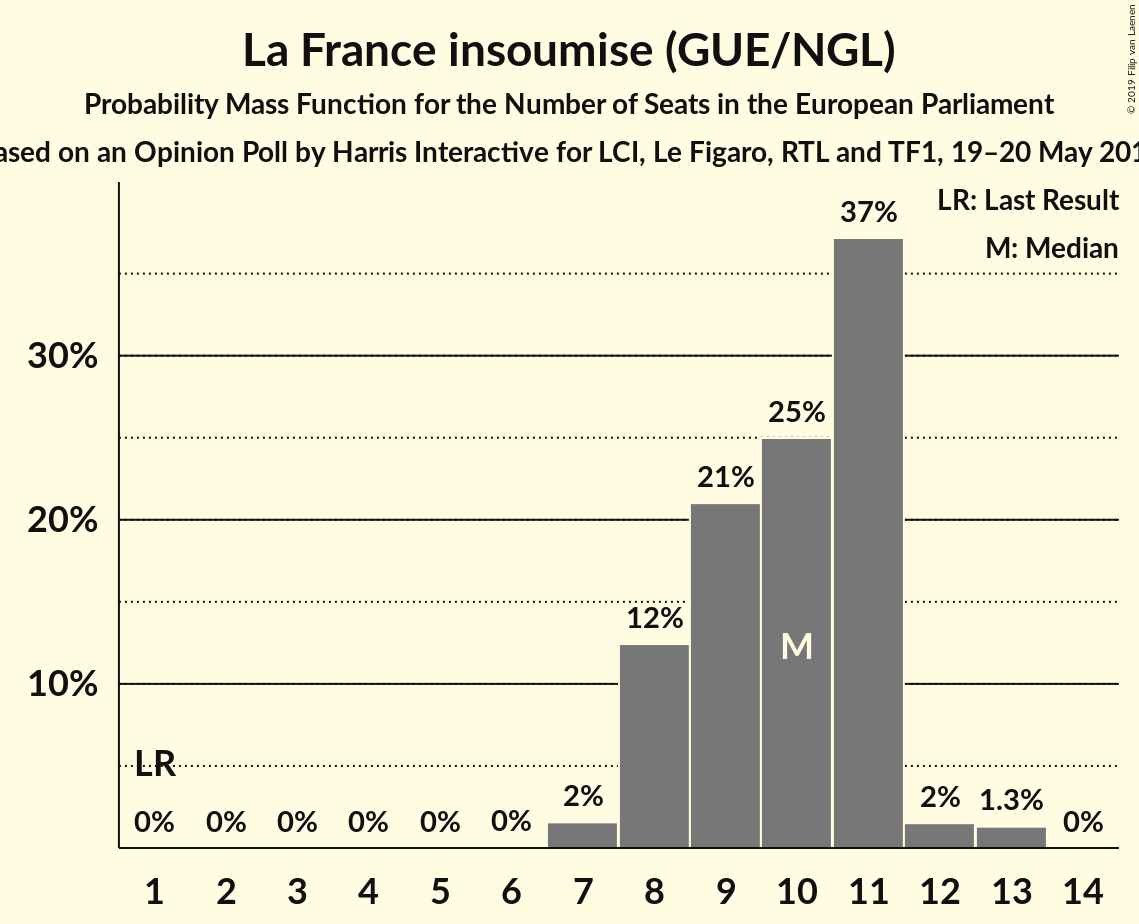 La France insoumise (GUE/NGL)
Probability Mass Function for the Number of Seats in the European Parliament
ased on an Opinion Poll by Harris Interactive for LCI, Le Figaro, RTL and TF1, 19–20 May 201
© 2019 Filip van Laenen
LR: Last Result
M: Median
37%
30%
25%
21%
20%
12%
M
10%
LR
0% 0% 0% 0% 0% 0% 2% 2% 1.3% 0%
1 2 3 4 5 6 7 8 9 10 11 12 13 14